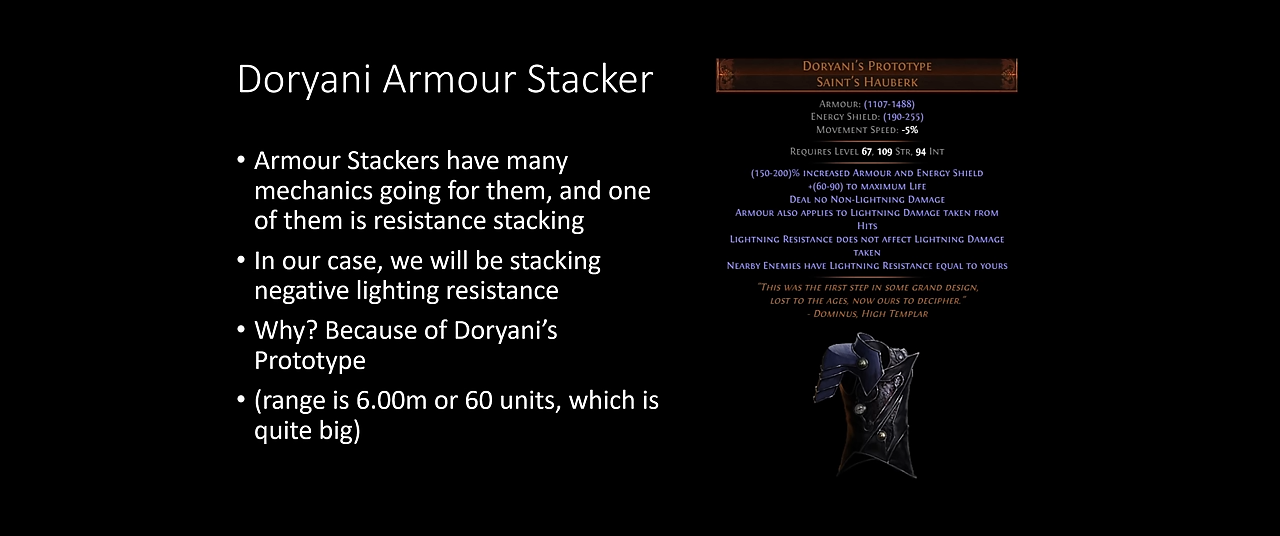 Doryani Armour Stacker
• Armour Stackers have many
mechanics going for them, and one
of them is resistance stacking
• In our case, we will be stacking
negative lighting resistance
• Why? Because of Doryani's
Prototype
• (range is 6.00m or 60 units, which is
quite big)
Doryani's Prototype
Saint's Hauberk
Armour: (1107-1488)
Energy Shield: (190-255)
Movement Speed: -5%
Requires Level 67, 109 Str, 94 Int
(150-200)% increased Armour and Energy Shield
+(60-90) to maximum Life
Deal no Non-Lightning Damage
Armour also applies to Lightning Damage taken from
Hits
Lightning Resistance does not affect Lightning Damage
taken
Nearby Enemies have Lightning Resistance equal to yours
"This was the first step in some grand design,
lost to the ages, now ours to decipher."
- Dominus, High Templar